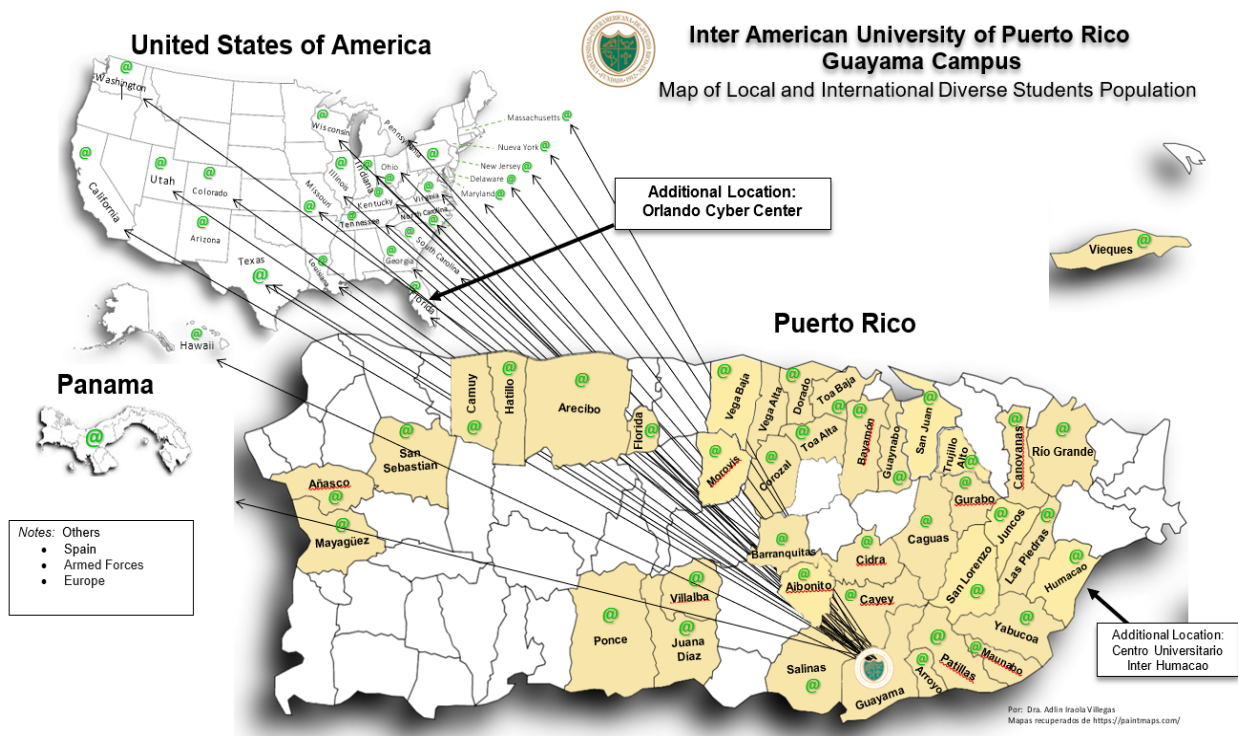 United States of America
Inter American University of Puerto Rico
Guayama Campus
Map of Local and International Diverse Students Population
@
Washington
@
Wisconsin
Pennsylvania
@
Massachusetts @
Nueva York @
New Jersey @
Delaware @
Maryland @
@
California
@
Utah
@
Colorado
@
Arizona
Texas
@
Missouri
@
@
Illinois
@
Indiana
Ohio
@
@
Kentucky
@
Tennessee
@
Virginia
North Carolina
@
@
South Carolina
@
Georgia
@
Louisiana
@
Florida
@
Hawaii
Additional Location:
Orlando Cyber Center
Vieques @
Panama
@
Puerto Rico
Notes: Others
• Spain
• Armed Forces
• Europe
Camuy
@
@
Hatillo
@
Arecibo
Florida
@
@
San
Sebastian
Añasco
@
@
Mayagüez
@
Vega Baja
Vega Alta
@
Dorado
Toa Baja
@
@
Toa Alta
@
Bayamón
Guaynabo
@
@
San Juan
Trujillo
Alto
@
@
Canovanas
@
Río Grande
@
Morovis
@
Corozal
@
Gurabo
@
Juncos
@
Las Piedras
@
Caguas
San Lorenzo
@
@
Humacao
@
Barranquitas
@
Cidra
@
Aibonito
@
Cayey
@
Villalba
@
Ponce
@
Juana
Díaz
Salinas
@
Guayama
@
Arroyo
@
Patillas
@
Maunabo
@
Yabucoa
Additional Location:
Centro Universitario
Inter Humacao
Por: Dra. Adlin Iraola Villegas
Mapas recuperados de https://paintmaps.com/